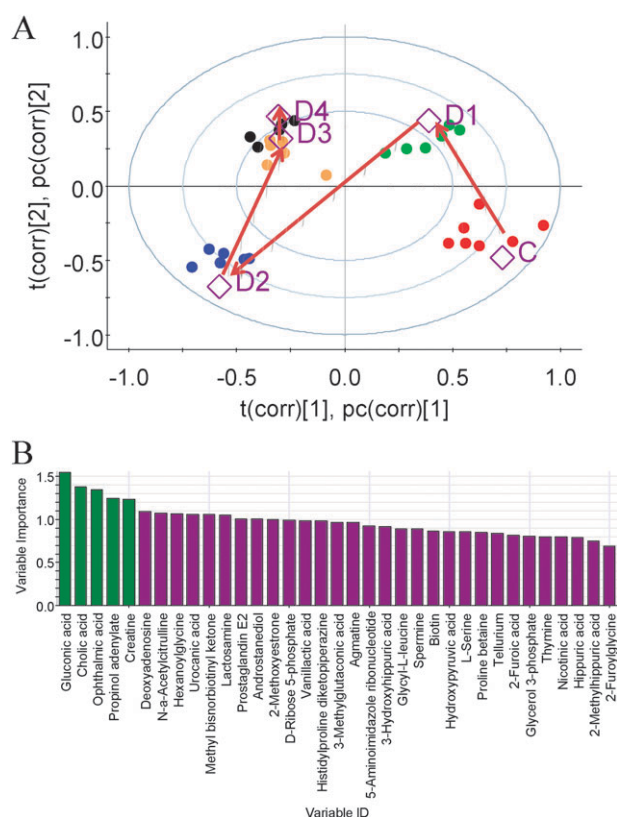 A
1.0
D4
D1
0.5
D3
0.0
-0.5
C
D2
-1.0
t(corr)[2], pc(corr)[2]
-1.0 -0.5 0.0 0.5 1.0
t(corr)[1], pc(corr)[1]
B
1.5
1.0
0.5
0.0
Variable Importance
Gluconic acid
Cholic acid
Ophthalmic acid
Propinol adenylate
Creatine
Deoxyadenosine
N-a-Acetylcitrulline
Hexanoylglycine
Urocanic acid
Methyl bisnorbiotinyl ketone
Lactosamine
Prostaglandin E2
Androstanediol
2-Methoxyestrone
D-Ribose 5-phosphate
Vanillactic acid
Histidylproline diketopiperazine
3-Methylglutaconic acid
Agmatine
5-Aminoimidazole ribonucleotide
3-Hydroxyhippuric acid
Glycyl-L-leucine
Spermine
Biotin
Hydroxypyruvic acid
L-Serine
Proline betaine
Tellurium
2-Furoic acid
Glycerol 3-phosphate
Thymine
Nicotinic acid
Hippuric acid
2-Methylhippuric acid
2-Furoylglycine
Variable ID